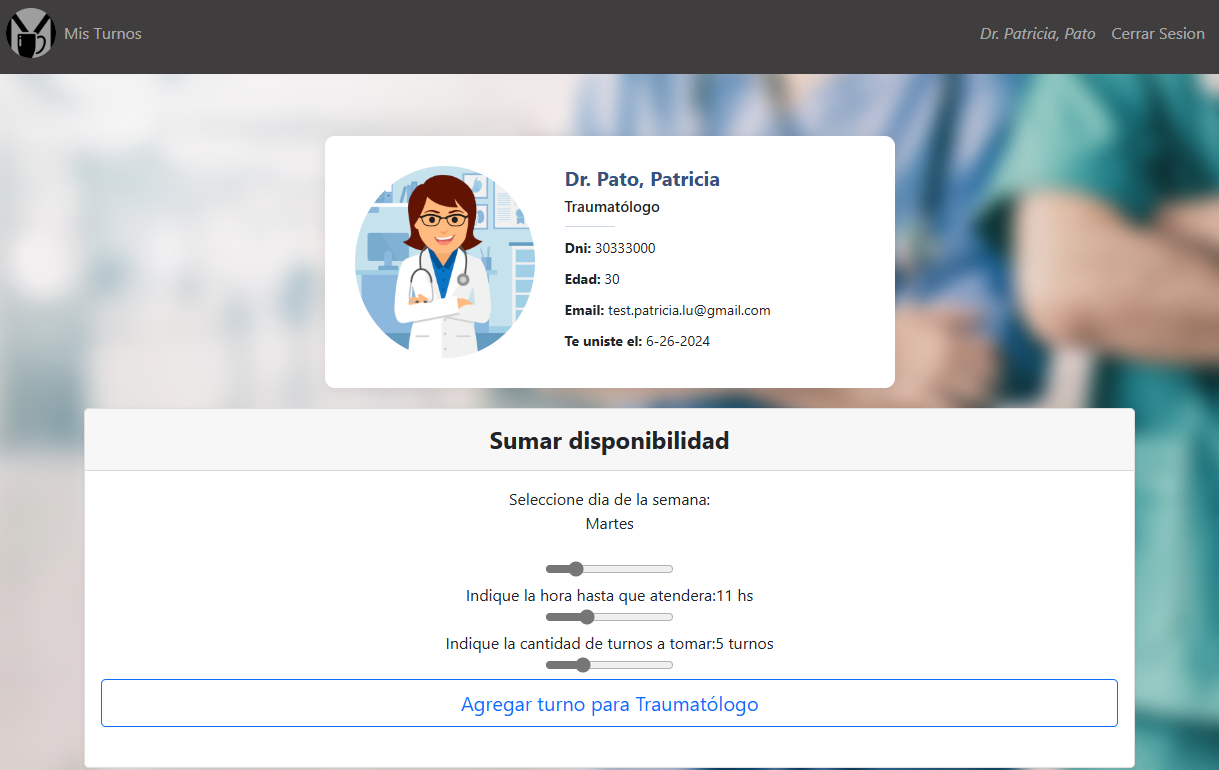 Mis Turnos
Dr. Patricia, Pato
Cerrar Sesion
Dr. Pato, Patricia
Traumatólogo
Dni: 30333000
Edad: 30
Email: test.patricia.lu@gmail.com
Te uniste el: 6-26-2024
Sumar disponibilidad
Seleccione dia de la semana:
Martes
Indique la hora hasta que atendera:11 hs
Indique la cantidad de turnos a tomar:5 turnos
Agregar turno para Traumatólogo